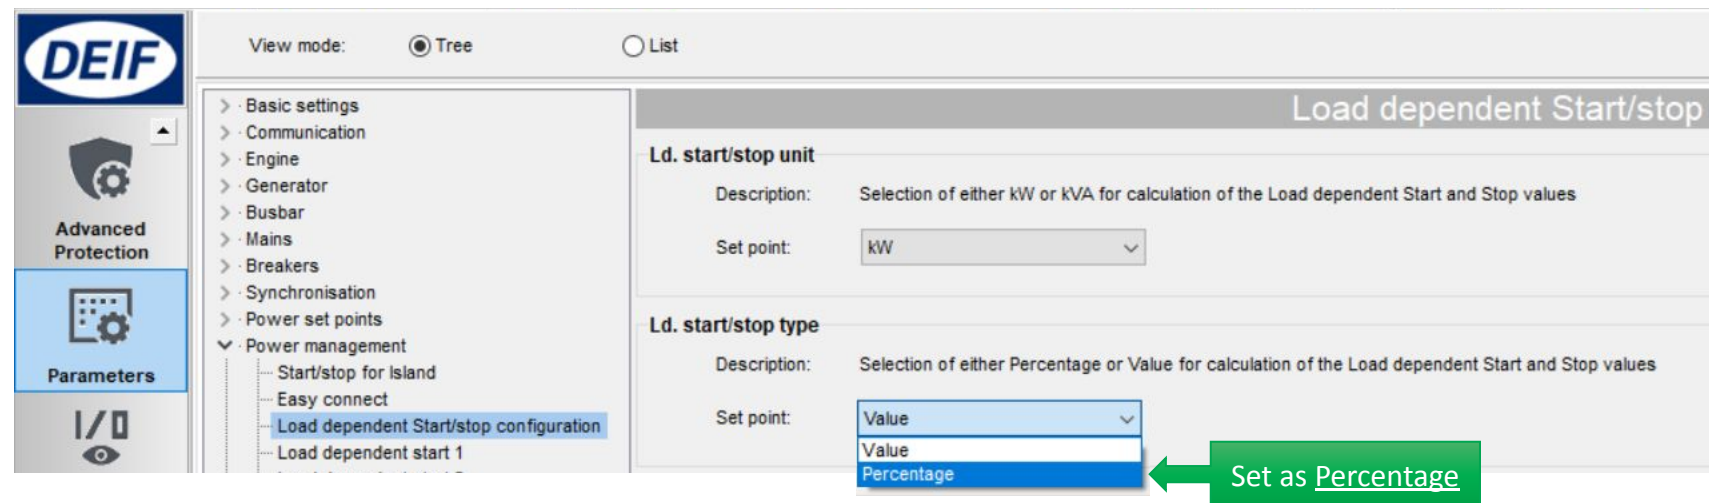 DEIF
View mode: Tree List
Advanced
Protection
Parameters
Basic settings
Communication
Engine
Generator
Busbar
Mains
Breakers
Synchronisation
Power set points
Power management
Start/stop for Island
Easy connect
Load dependent Start/stop configuration
Load dependent start 1
Load dependent Start/stop
Ld. start/stop unit
Description: Selection of either kW or kVA for calculation of the Load dependent Start and Stop values
Set point: kW
Ld. start/stop type
Description: Selection of either Percentage or Value for calculation of the Load dependent Start and Stop values
Set point: Value
Value
Percentage
Set as Percentage